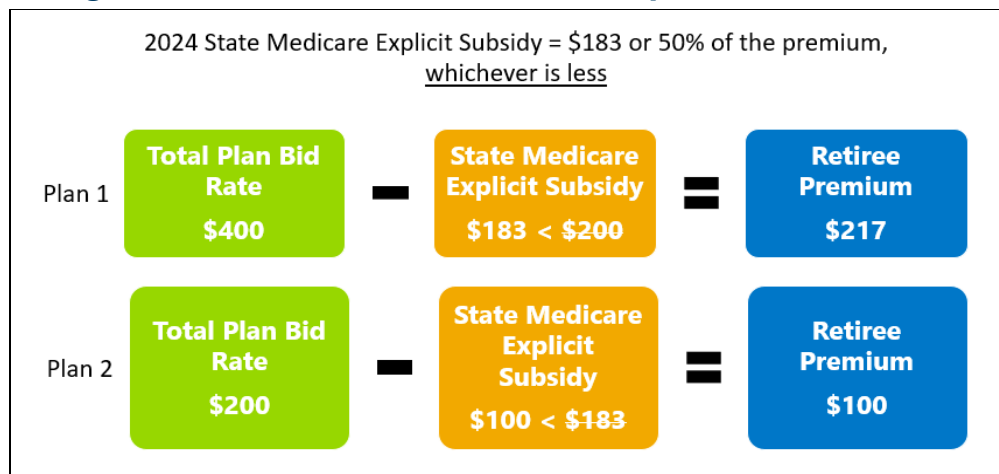 2024 State Medicare Explicit Subsidy = $183 or 50% of the premium,
whichever is less
Plan 1
Total Plan Bid
Rate
$400
State Medicare
Explicit Subsidy
$183 < $200
Retiree
Premium
$217
Plan 2
Total Plan Bid
Rate
$200
State Medicare
Explicit
Subsidy
$100 < $183
Retiree
Premium
$100